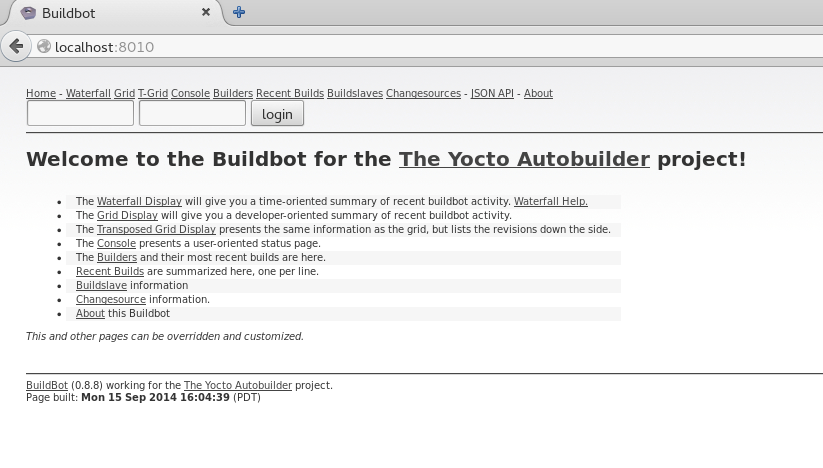 Buildbot
localhost:8010
Home - Waterfall Grid T-Grid Console Builders Recent Builds Buildslaves Changesources - JSON API - About
login
Welcome to the Buildbot for the The Yocto Autobuilder project!
• The Waterfall Display will give you a time-oriented summary of recent buildbot activity. Waterfall Help.
• The Grid Display will give you a developer-oriented summary of recent buildbot activity.
• The Transposed Grid Display presents the same information as the grid, but lists the revisions down the side.
• The Console presents a user-oriented status page.
• The Builders and their most recent builds are here.
• Recent Builds are summarized here, one per line.
• Buildslave information
• Changesource information.
• About this Buildbot
This and other pages can be overridden and customized.
BuildBot (0.8.8) working for the The Yocto Autobuilder project.
Page built: Mon 15 Sep 2014 16:04:39 (PDT)